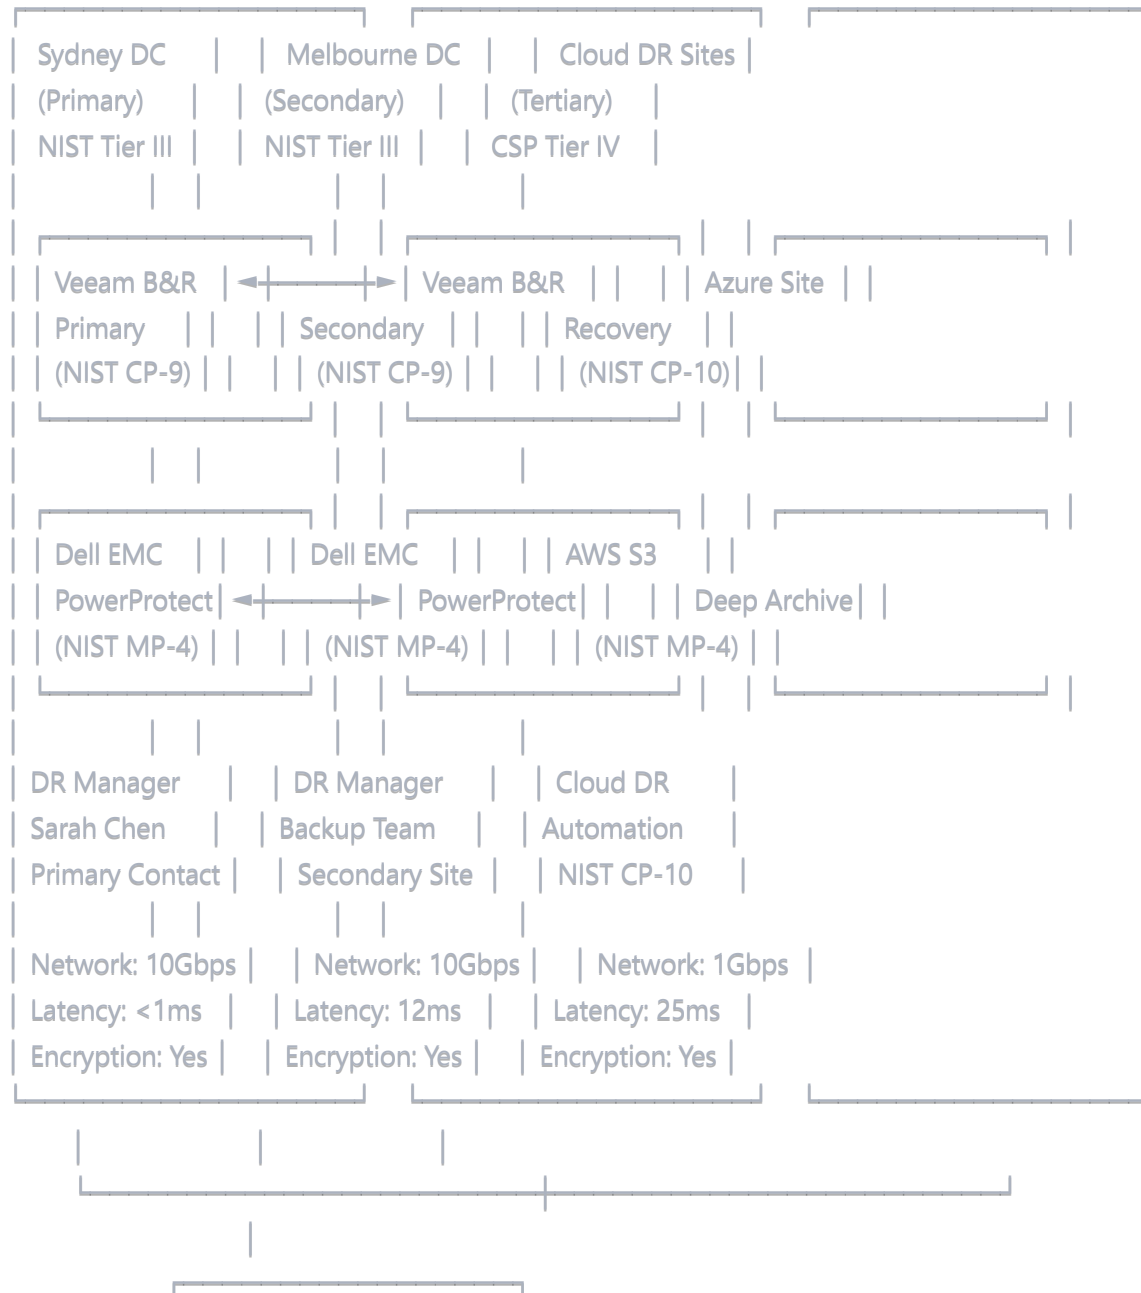 Sydney DC | | Melbourne DC | | Cloud DR Sites
(Primary) | | (Secondary) | | (Tertiary)
NIST Tier III | | NIST Tier III | | CSP Tier IV
Veeam B&R | | Veeam B&R | | Azure Site
Primary | | Secondary | | Recovery
(NIST CP-9) | | (NIST CP-9) | | (NIST CP-10)
Dell EMC | | Dell EMC | | AWS S3
PowerProtect | | PowerProtect | | Deep Archive
(NIST MP-4) | | (NIST MP-4) | | (NIST MP-4)
DR Manager | | DR Manager | | Cloud DR
Sarah Chen | | Backup Team | | Automation
Primary Contact | | Secondary Site | | NIST CP-10
Network: 10Gbps | | Network: 10Gbps | | Network: 1Gbps
Latency: <1ms | | Latency: 12ms | | Latency: 25ms
Encryption: Yes | | Encryption: Yes | | Encryption: Yes